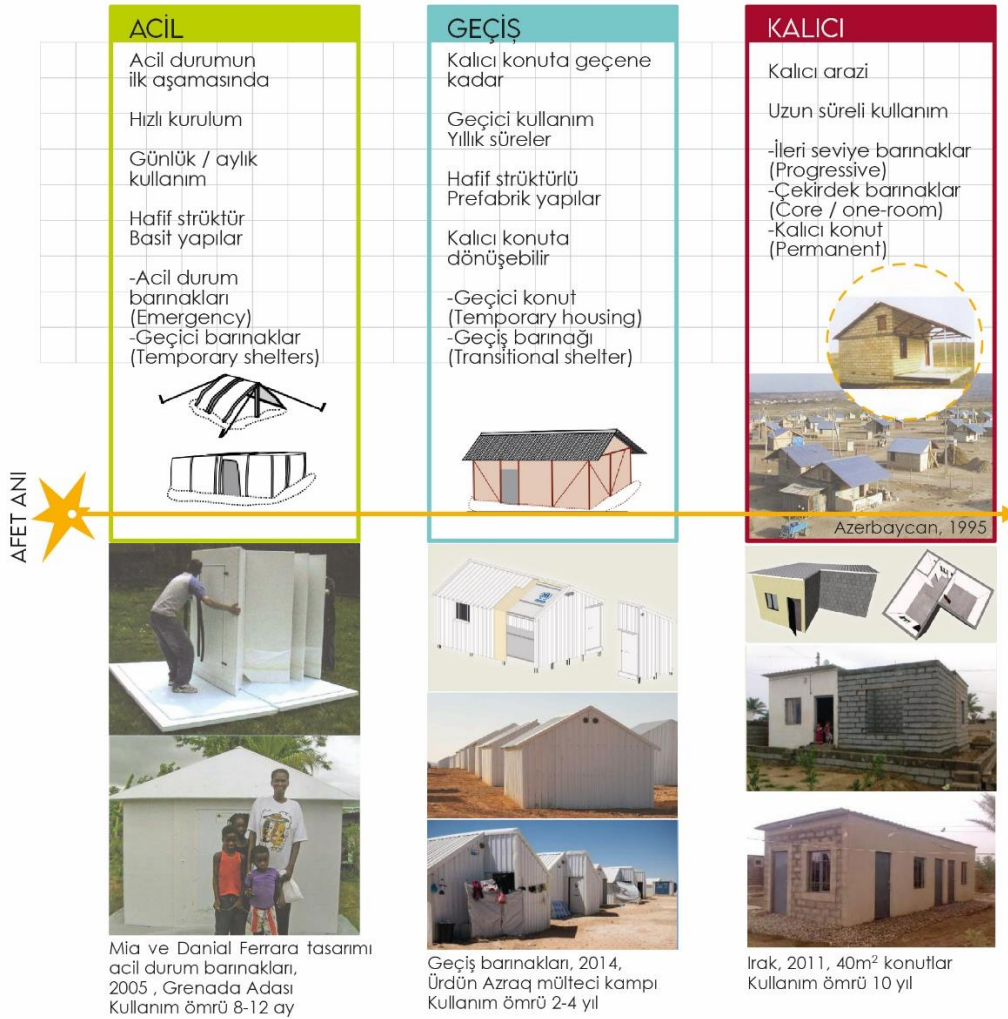 AFET ANI
ACİL
Acil durumun
ilk aşamasında
Hızlı kurulum
Günlük / aylık
kullanım
Hafif strüktür
Basit yapılar
-Acil durum
barınakları
(Emergency)
-Geçici barınaklar
(Temporary shelters)
Mia ve Danial Ferrara tasarımı
acil durum barınakları,
2005 , Grenada Adası
Kullanım ömrü 8-12 ay
GEÇİŞ
Kalıcı konuta geçene
kadar
Geçici kullanım
Yıllık süreler
Hafif strüktürlü
Prefabrik yapılar
Kalıcı konuta
dönüşebilir
-Geçici konut
(Temporary housing)
-Geçiş barınağı
(Transitional shelter)
Geçiş barınakları, 2014,
Ürdün Azraq mülteci kampı
Kullanım ömrü 2-4 yıl
KALICI
Kalıcı arazi
Uzun süreli kullanım
-İleri seviye barınaklar
(Progressive)
-Çekirdek barınaklar
(Core / one-room)
-Kalıcı konut
(Permanent)
Azerbaycan, 1995
Irak, 2011, 40m² konutlar
Kullanım ömrü 10 yıl